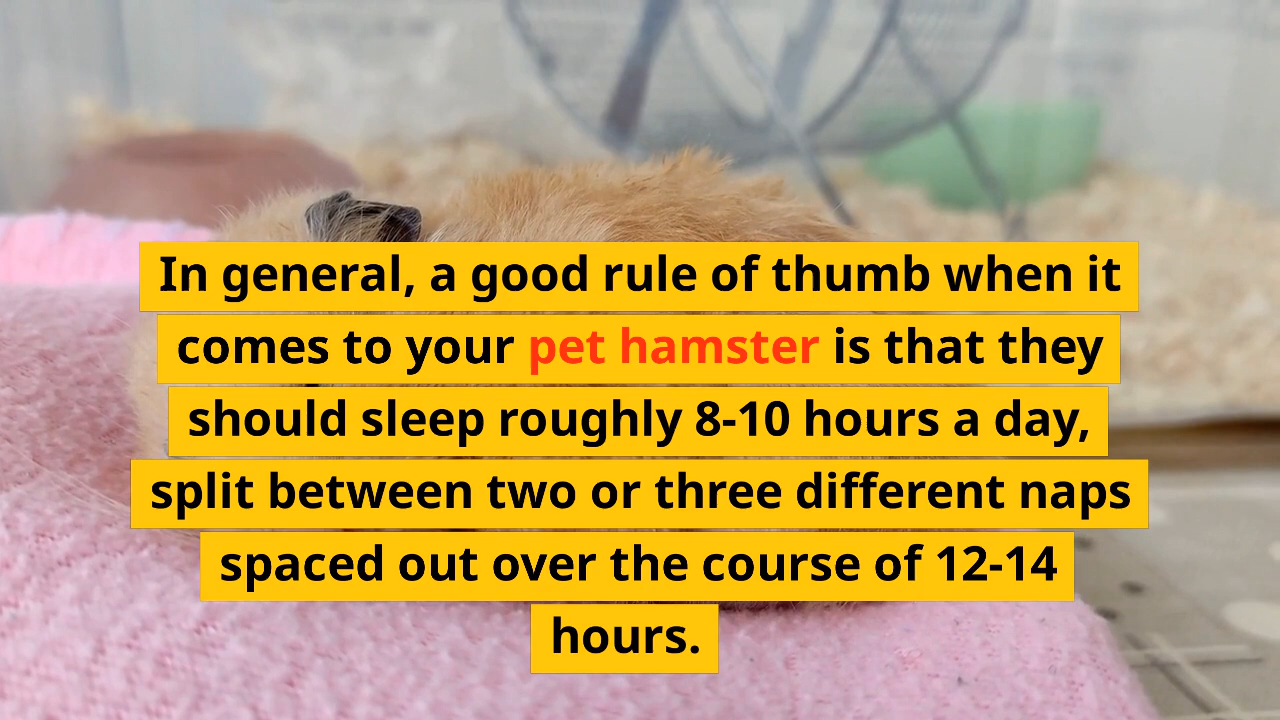 In general, a good rule of thumb when it
comes to your pet hamster is that they
should sleep roughly 8-10 hours a day,
split between two or three different naps
spaced out over the course of 12-14
hours.